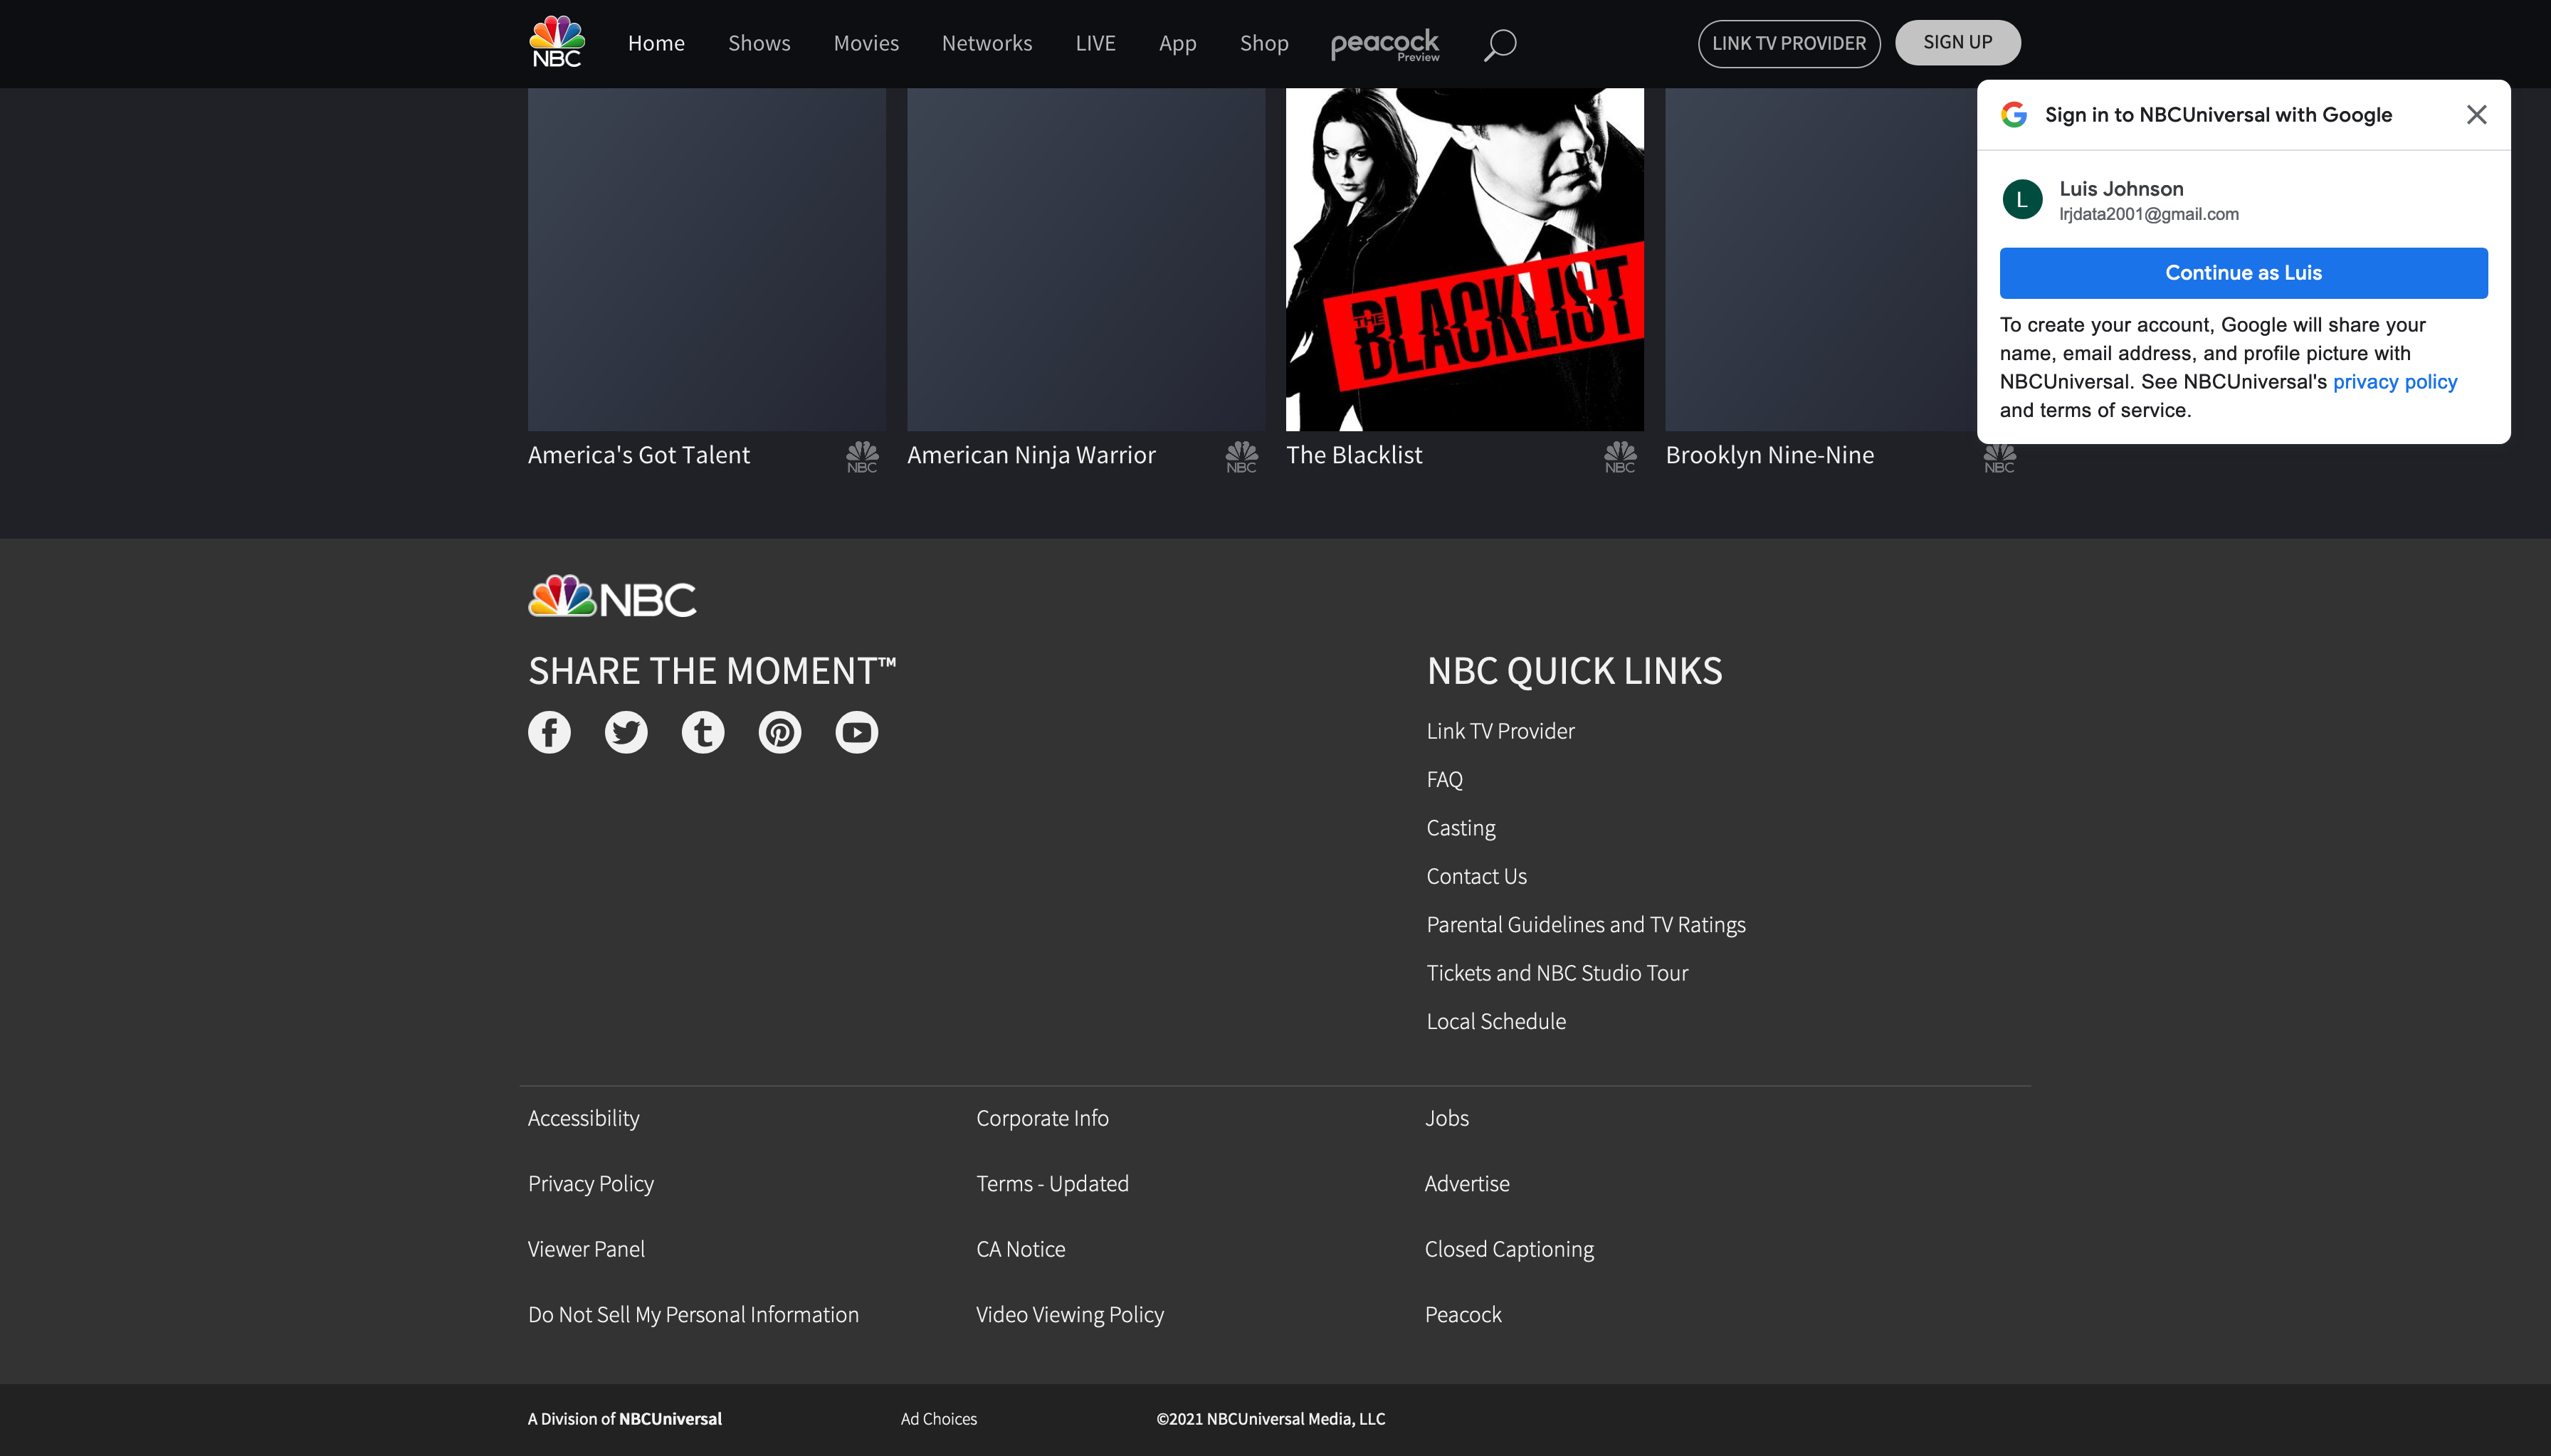 NBC
Home
Shows
Movies
Networks
LIVE
App
Shop
peacock
Preview
LINK TV PROVIDER
SIGN UP
Sign in to NBCUniversal with Google
L
Luis Johnson
lrjdata2001@gmail.com
Continue as Luis
To create your account, Google will share your
name, email address, and profile picture with
NBCUniversal. See NBCUniversal's privacy policy
and terms of service.
THE
BLACKLIST
America's Got Talent
NBC
American Ninja Warrior
NBC
The Blacklist
NBC
Brooklyn Nine-Nine
NBC
NBC
SHARE THE MOMENT™
NBC QUICK LINKS
Link TV Provider
FAQ
Casting
Contact Us
Parental Guidelines and TV Ratings
Tickets and NBC Studio Tour
Local Schedule
Accessibility
Corporate Info
Jobs
Privacy Policy
Terms - Updated
Advertise
Viewer Panel
CA Notice
Closed Captioning
Do Not Sell My Personal Information
Video Viewing Policy
Peacock
A Division of NBCUniversal
Ad Choices
©2021 NBCUniversal Media, LLC